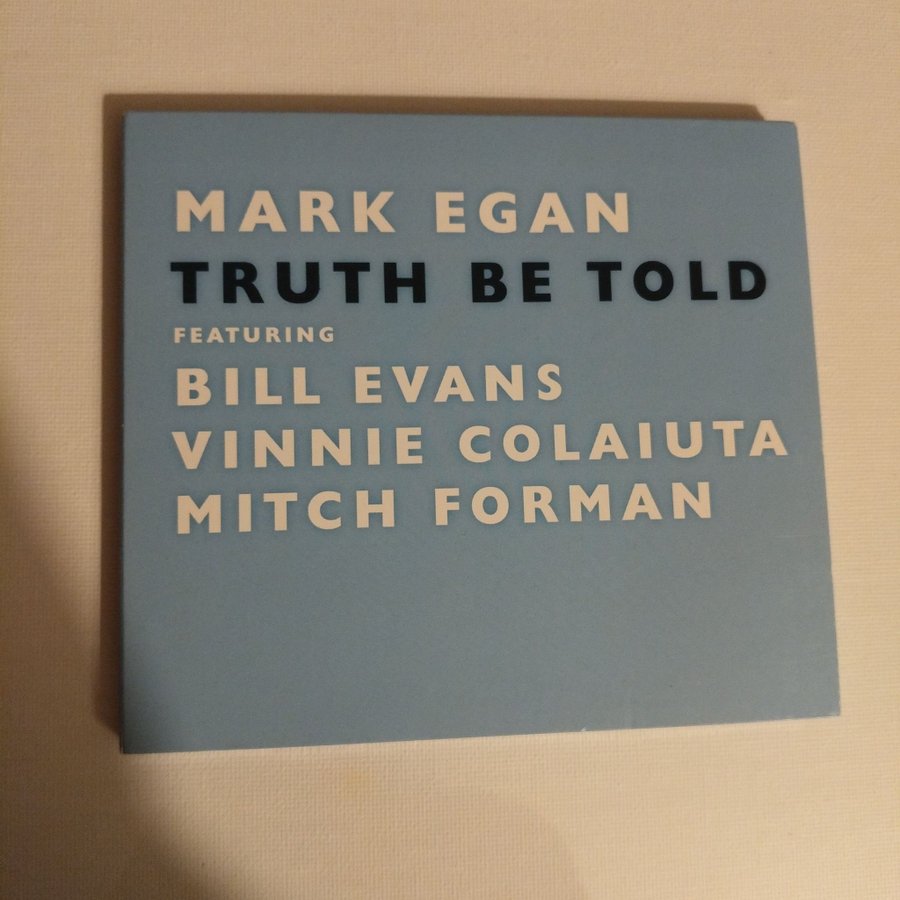 MARK EGAN
TRUTH BE TOLD
FEATURING
BILL EVANS
VINNIE COLAIUTA
MITCH FORMAN